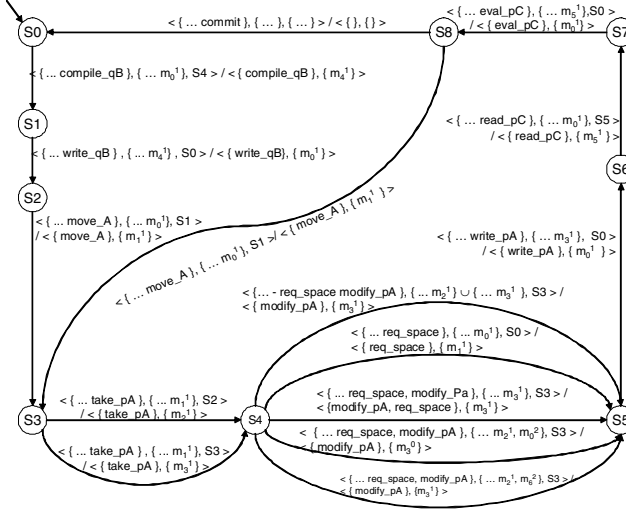 < { ... commit }, { ... }, { ... } > / < { }, { } >
< { ... eval_pC }, { ... m₅¹ },S0 >
/ < { eval_pC }, { m₀¹ } >
S0
S8
S7
< { ... compile_qB }, { ... m₀¹ }, S4 > / < { compile_qB }, { m₄¹ } >
< { ... read_pC }, { ... m₀¹ }, S5 >
/ < { read_pC }, { m₅¹ } >
S1
< { ... write_qB } , { ... m₄¹ }, S0 > / < { write_qB}, { m₀¹ } >
S6
S2
< { ... move_A }, { ... m₀¹ }, S1 >
/ < { move_A }, { m₁¹ } >
< { ... move_A }, { ... m₀¹ }, S1 > / < { move_A }, { m₁¹ } >
< { ... write_pA }, { ... m₃¹ }, S0 >
/ < { write_pA }, { m₀¹ } >
< {... - req_space modify_pA }, { ... m₂¹ } ∪ { ... m₃¹ }, S3 > /
< { modify_pA }, { m₃¹ } >
< { ... req_space }, { ... m₀¹ }, S0 > /
< { req_space }, { m₁¹ } >
< { ... take_pA }, { ... m₁¹ }, S2 >
/ < { take_pA }, { m₂¹ } >
< { ... req_space, modify_Pa }, { ... m₃¹ }, S3 > /
< {modify_pA, req_space }, { m₃¹ } >
S3
S4
S5
< { ... req_space, modify_pA }, { ... m₂¹, m₀² }, S3 > /
< { modify_pA }, { m₀⁰ } >
< { ... take_pA }, { ... m₁¹ }, S3 >
/ < { take_pA }, { m₃¹ } >
< { ... req_space, modify_pA }, { ... m₂¹, m₆² }, S3 > /
< { modify_pA }, {m₃¹ } >